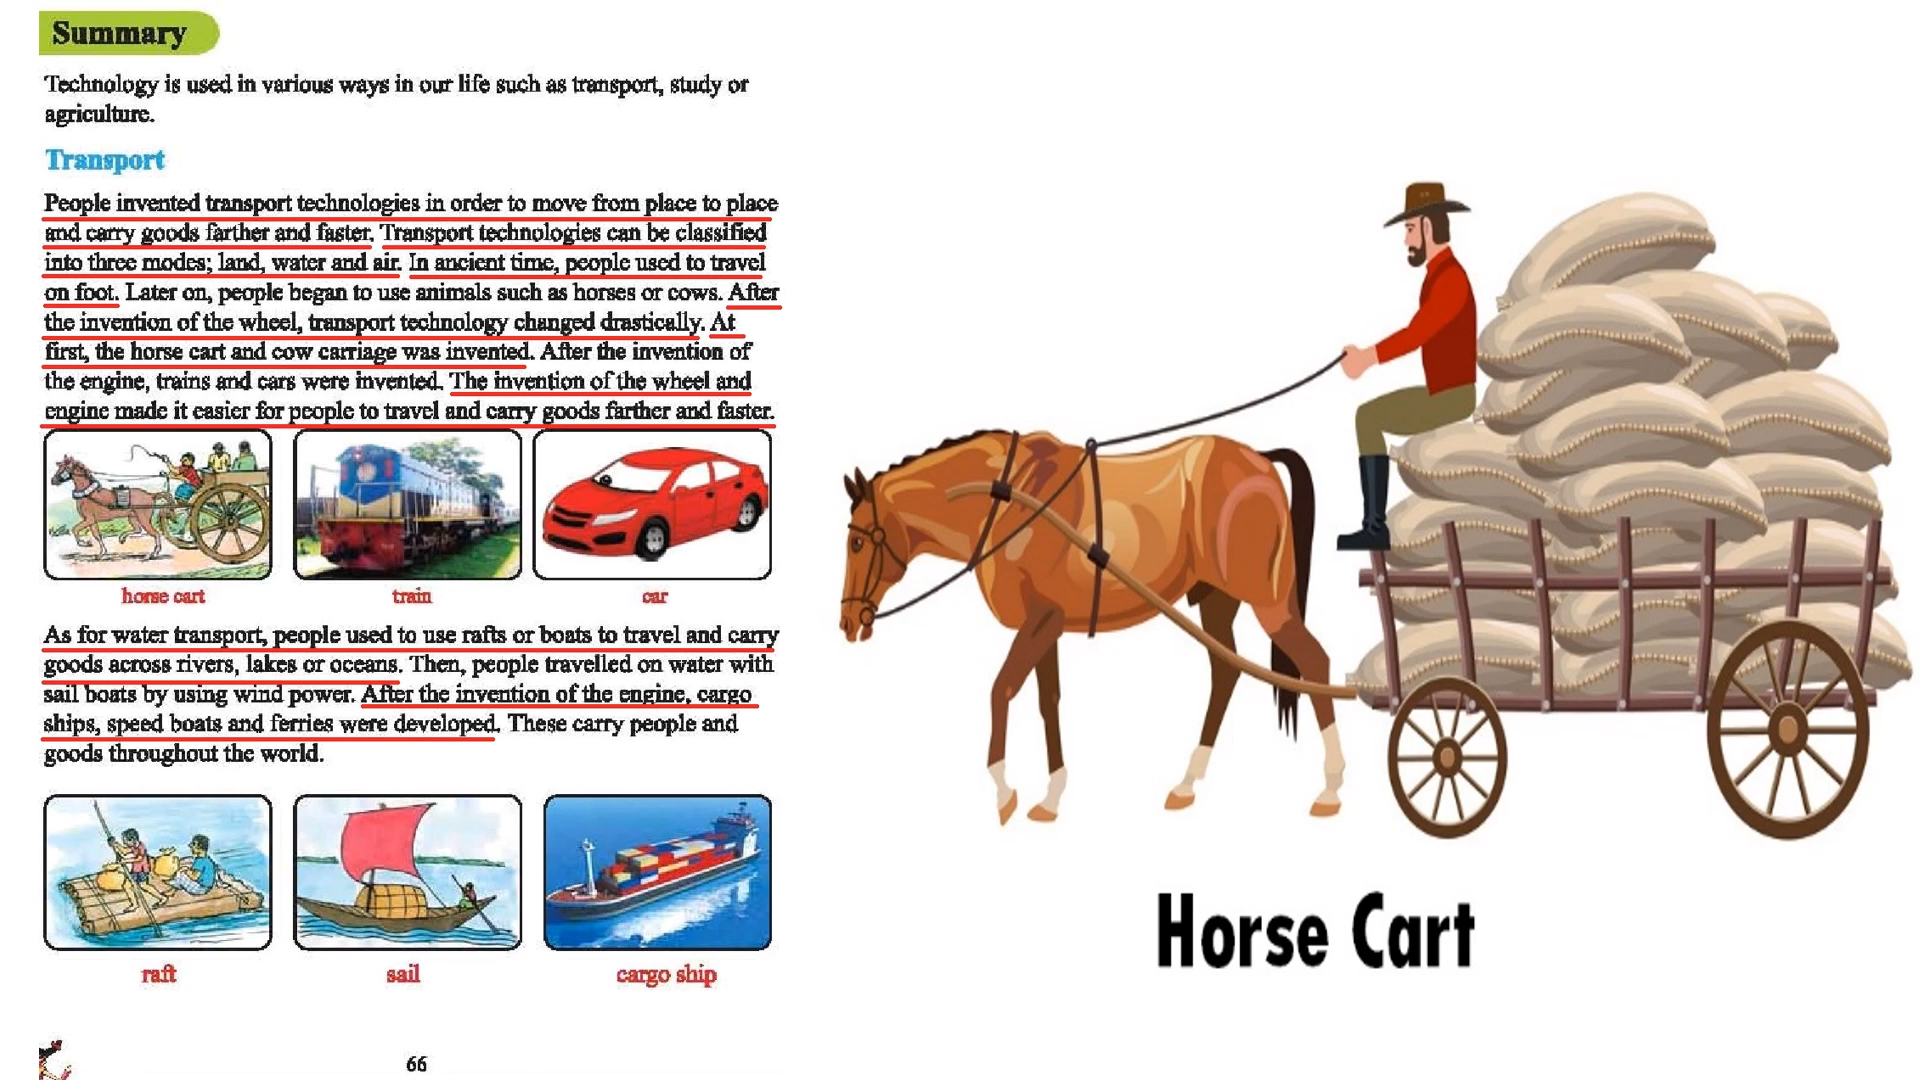 Summary
Technology is used in various ways in our life such as transport, study or
agriculture.
Transport
People invented transport technologies in order to move from place to place
and carry goods farther and faster. Transport technologies can be classified
into three modes; land, water and air. In ancient time, people used to travel
on foot. Later on, people began to use animals such as horses or cows. After
the invention of the wheel, transport technology changed drastically. At
first, the horse cart and cow carriage was invented. After the invention of
the engine, trains and cars were invented. The invention of the wheel and
engine made it easier for people to travel and carry goods farther and faster.
horse cart
train
car
As for water transport, people used to use rafts or boats to travel and carry
goods across rivers, lakes or oceans. Then, people travelled on water with
sail boats by using wind power. After the invention of the engine, cargo
ships, speed boats and ferries were developed. These carry people and
goods throughout the world.
raft
sail
cargo ship
66
Horse Cart